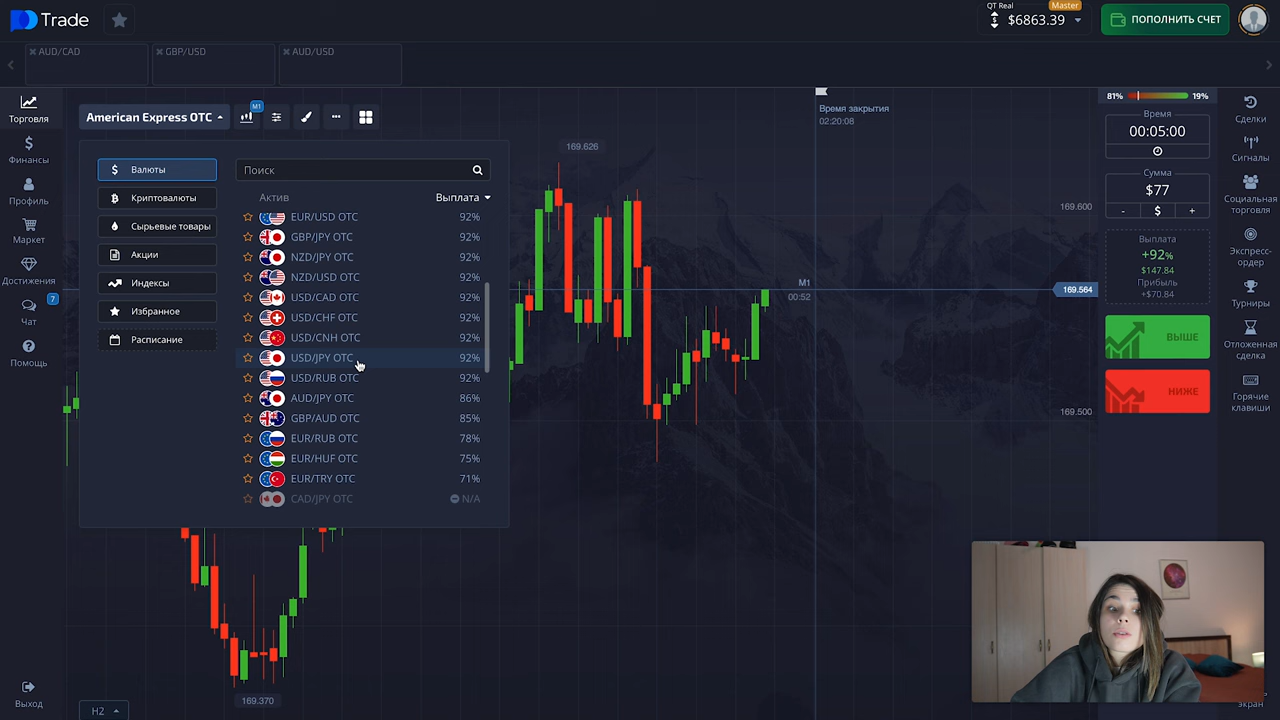 Trade
QT Real
Master
$6863.39
ПОПОЛНИТЬ СЧЕТ
AUD/CAD
GBP/USD
AUD/USD
Торговля
Финансы
Профиль
Маркет
Достижения
7
Чат
Помощь
Выход
American Express OTC
M1
Валюты
Криптовалюты
Сырьевые товары
Акции
Индексы
Избранное
Расписание
Поиск
Актив
Выплата
EUR/USD OTC 92%
GBP/JPY OTC 92%
NZD/JPY OTC 92%
NZD/USD OTC 92%
USD/CAD OTC 92%
USD/CHF OTC 92%
USD/CNH OTC 92%
USD/JPY OTC 92%
USD/RUB OTC 92%
AUD/JPY OTC 86%
GBP/AUD OTC 85%
EUR/RUB OTC 78%
EUR/HUF OTC 75%
EUR/TRY OTC 71%
CAD/JPY OTC N/A
169.626
Время закрытия
02:20:08
M1
00:52
169.600
169.564
169.500
169.370
H2
81%
19%
Время
00:05:00
Сумма
$77
- $ +
Выплата
+92%
$147.84
Прибыль
+$70.84
ВЫШЕ
НИЖЕ
Сделки
Сигналы
Социальная
торговля
Экспресс-
ордер
Турниры
Отложенная
сделка
Горячие
клавиши
экран